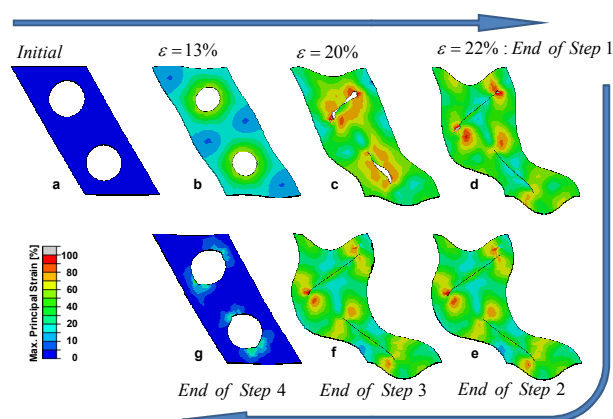 Initial
ε = 13%
ε = 20%
ε = 22% : End of Step 1
a
b
c
d
Max. Principal Strain [%]
100
80
60
40
20
10
0
g
f
e
End of Step 4
End of Step 3
End of Step 2